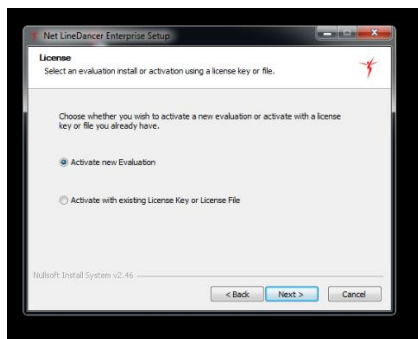 Net LineDancer Enterprise Setup
License
Select an evaluation install or activation using a license key or file.
Choose whether you wish to activate a new evaluation or activate with a license
key or file you already have.
Activate new Evaluation
Activate with existing License Key or License File
Nullsoft Install System v2.46
< Back Next > Cancel